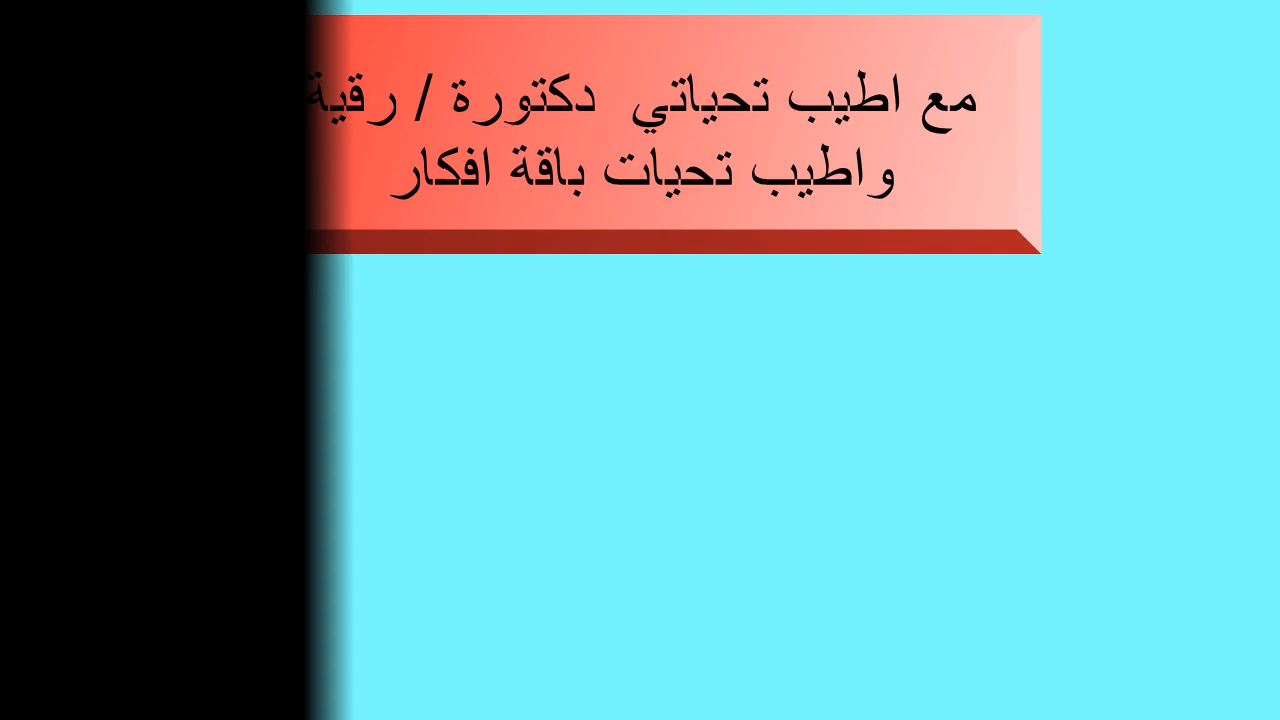 مع اطيب تحياتي دكتورة / رقية
واطيب تحيات باقة افكار